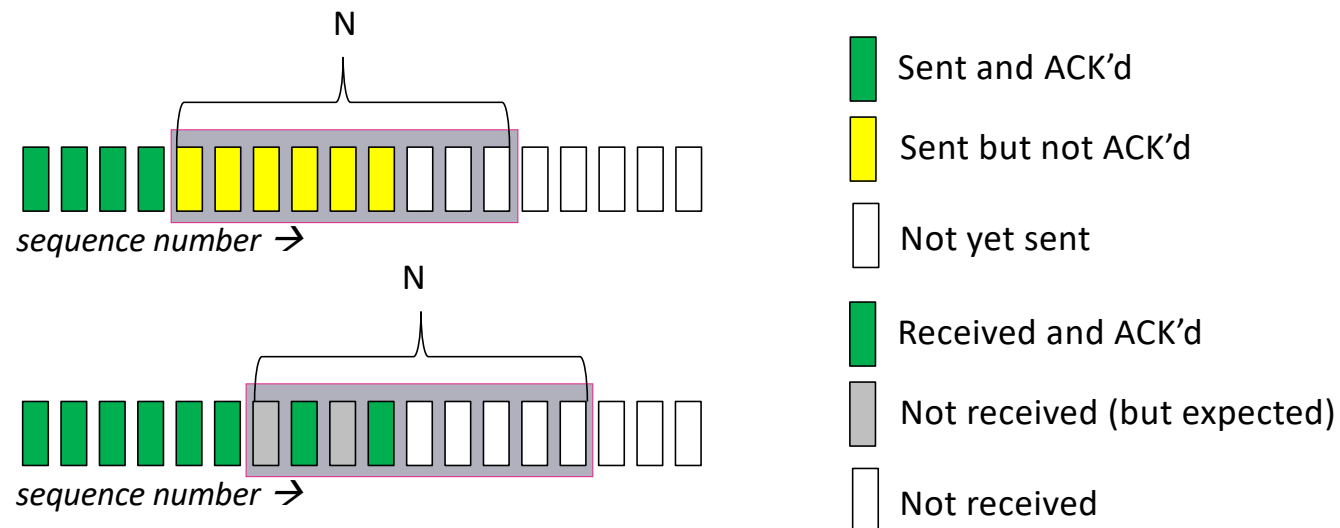 N
sequence number →
N
sequence number →
Sent and ACK’d
Sent but not ACK’d
Not yet sent
Received and ACK’d
Not received (but expected)
Not received